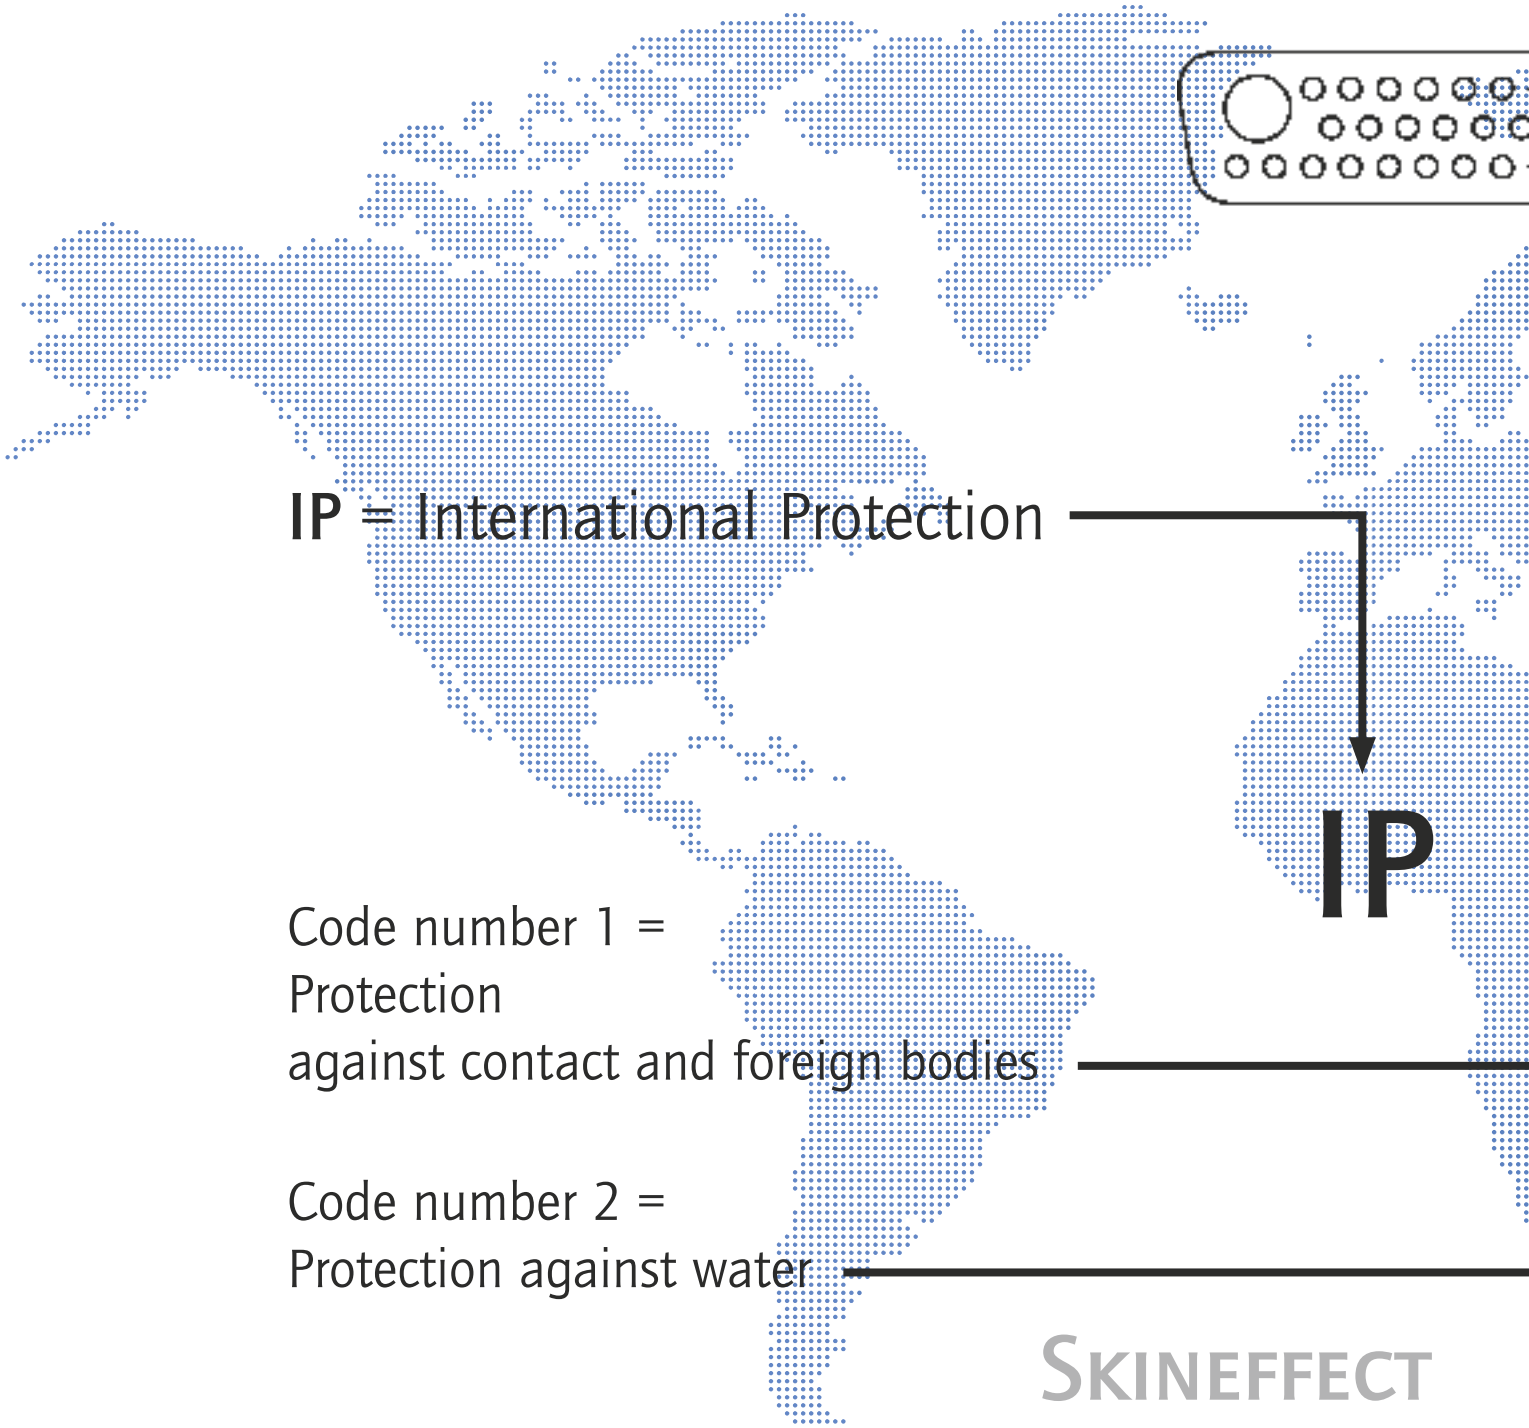 IP = International Protection
IP
Code number 1 =
Protection
against contact and foreign bodies
Code number 2 =
Protection against water
SKINEFFECT